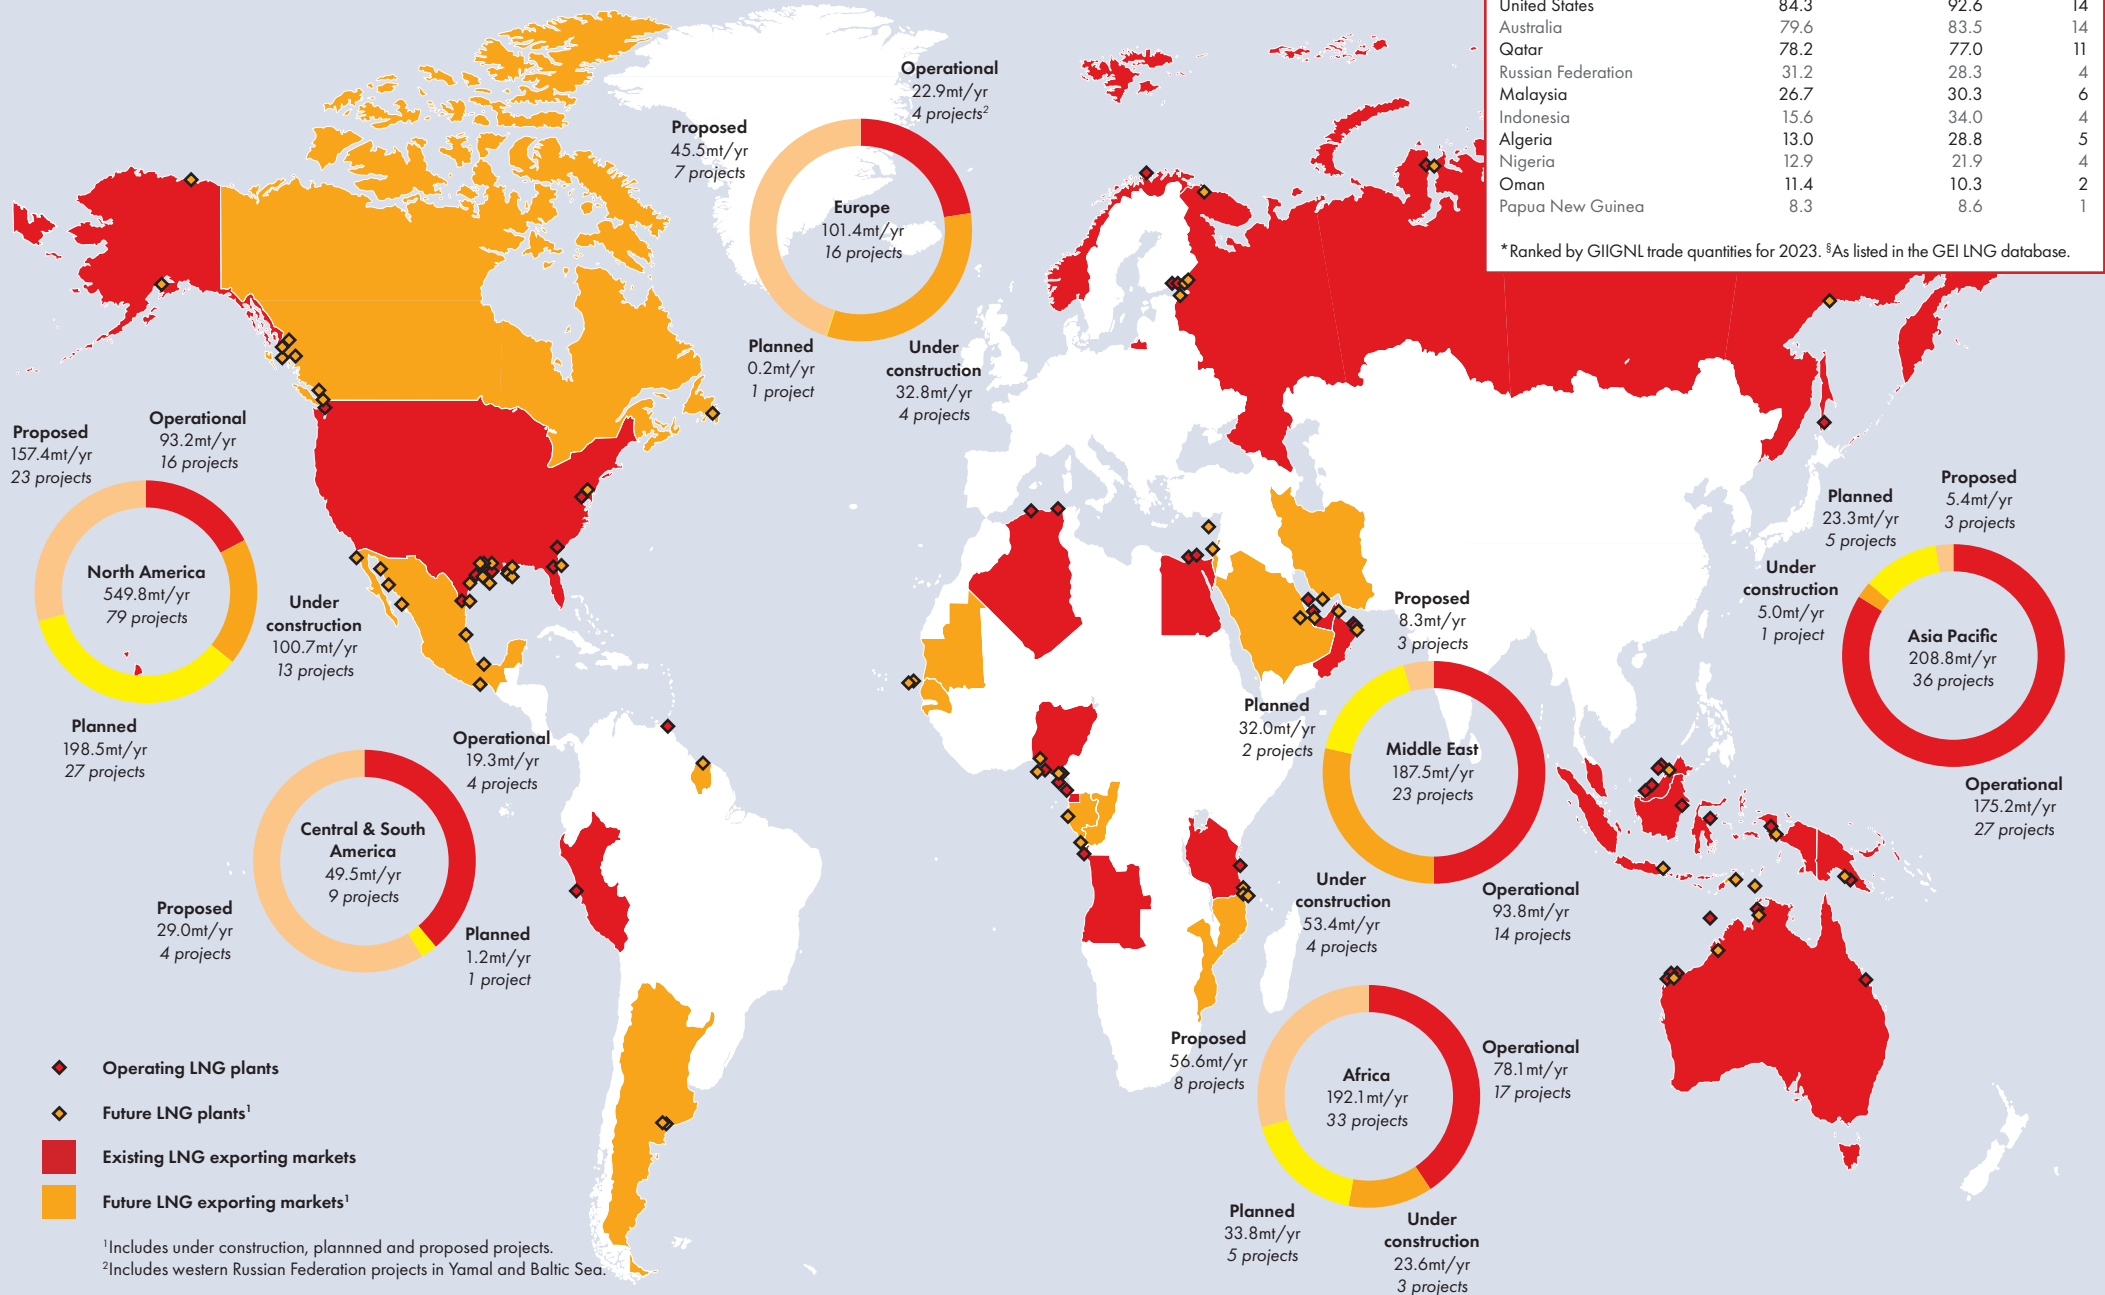 United States 84.3 92.6 14
Australia 79.6 83.5 14
Qatar 78.2 77.0 11
Russian Federation 31.2 28.3 4
Malaysia 26.7 30.3 6
Indonesia 15.6 34.0 4
Algeria 13.0 28.8 5
Nigeria 12.9 21.9 4
Oman 11.4 10.3 2
Papua New Guinea 8.3 8.6 1
*Ranked by GIIGNL trade quantities for 2023. §As listed in the GEI LNG database.
Operational
22.9mt/yr
4 projects²
Proposed
45.5mt/yr
7 projects
Europe
101.4mt/yr
16 projects
Planned
0.2mt/yr
1 project
Under
construction
32.8mt/yr
4 projects
Operational
93.2mt/yr
16 projects
Proposed
157.4mt/yr
23 projects
North America
549.8mt/yr
79 projects
Under
construction
100.7mt/yr
13 projects
Planned
198.5mt/yr
27 projects
Operational
19.3mt/yr
4 projects
Central & South
America
49.5mt/yr
9 projects
Proposed
29.0mt/yr
4 projects
Planned
1.2mt/yr
1 project
Proposed
5.4mt/yr
3 projects
Planned
23.3mt/yr
5 projects
Under
construction
5.0mt/yr
1 project
Asia Pacific
208.8mt/yr
36 projects
Operational
175.2mt/yr
27 projects
Proposed
8.3mt/yr
3 projects
Planned
32.0mt/yr
2 projects
Middle East
187.5mt/yr
23 projects
Under
construction
53.4mt/yr
4 projects
Operational
93.8mt/yr
14 projects
Proposed
56.6mt/yr
8 projects
Africa
192.1mt/yr
33 projects
Operational
78.1mt/yr
17 projects
Planned
33.8mt/yr
5 projects
Under
construction
23.6mt/yr
3 projects
Operating LNG plants
Future LNG plants¹
Existing LNG exporting markets
Future LNG exporting markets¹
¹Includes under construction, plannned and proposed projects.
²Includes western Russian Federation projects in Yamal and Baltic Sea.